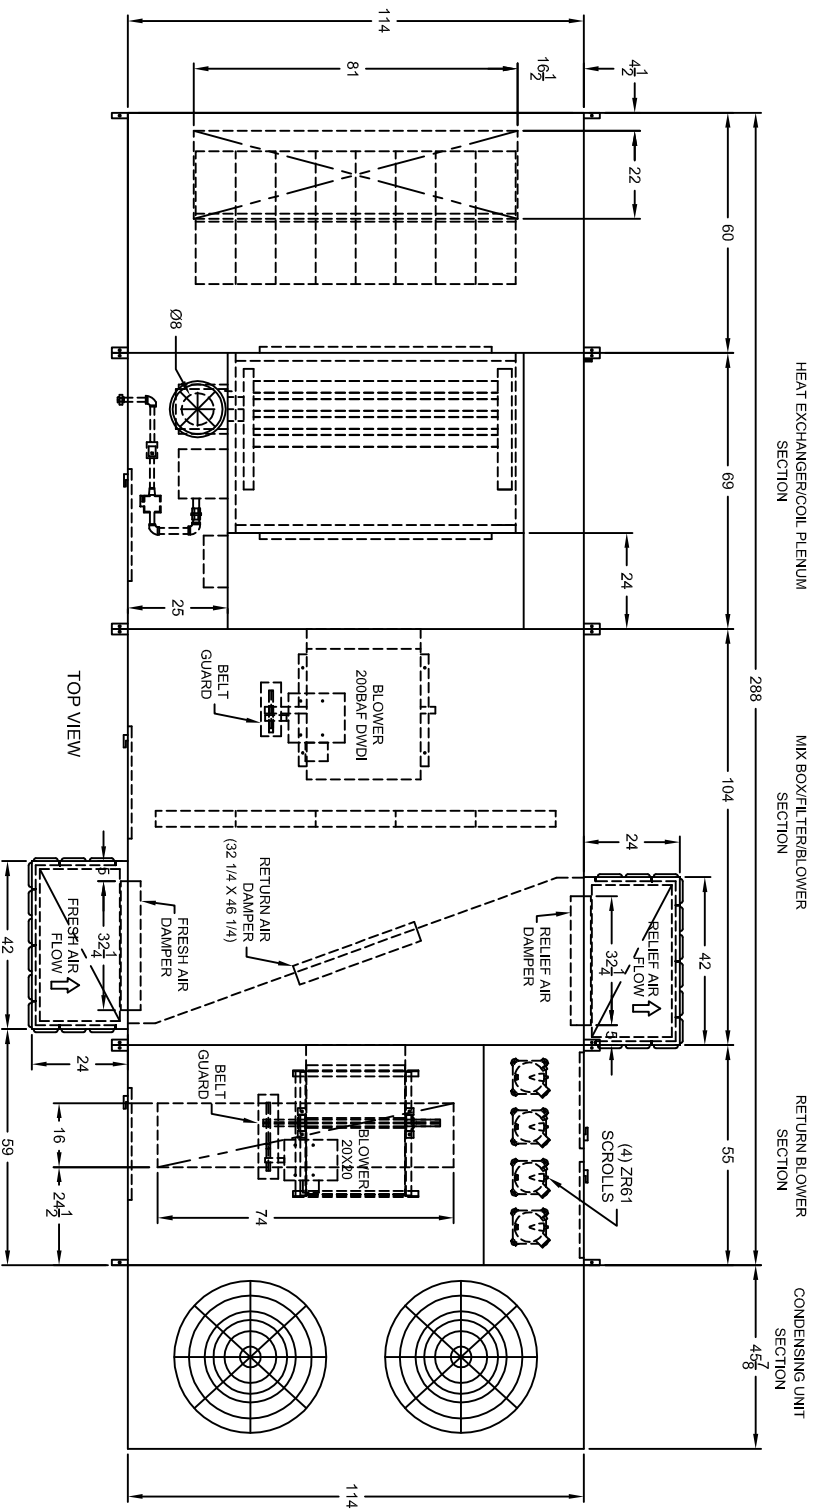 HEAT EXCHANGER/COIL PLENUM
SECTION
MIX BOX/FILTER/BLOWER
SECTION
RETURN BLOWER
SECTION
CONDENSING UNIT
SECTION
288
45 7/8
60
69
104
55
4 1/2
22
24
24
42
16 1/2
32 1/4
5
RELIEF AIR
FLOW
RELIEF AIR
DAMPER
(4) ZR61
SCROLLS
114
81
114
BLOWER
200BAF DWDI
BLOWER
20X20
RETURN AIR
DAMPER
(32 1/4 X 46 1/4)
BELT
GUARD
BELT
GUARD
74
Ø8
25
FRESH AIR
DAMPER
5
32 1/4
FRESH AIR
FLOW
42
24
16
24 1/2
59
TOP VIEW